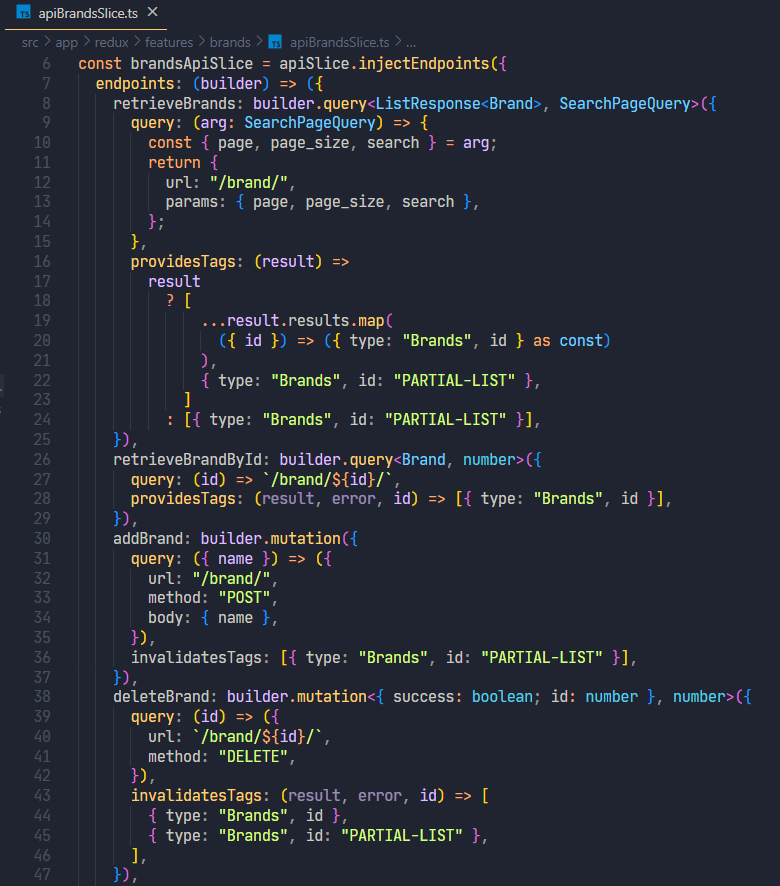 TS apiBrandsSlice.ts ×
src > app > redux > features > brands > TS apiBrandsSlice.ts > ...
6 const brandsApiSlice = apiSlice.injectEndpoints({
7   endpoints: (builder) => ({
8     retrieveBrands: builder.query<ListResponse<Brand>, SearchPageQuery>({
9       query: (arg: SearchPageQuery) => {
10         const { page, page_size, search } = arg;
11         return {
12           url: "/brand/",
13           params: { page, page_size, search },
14         };
15       },
16       providesTags: (result) =>
17         result
18           ? [
19               ...result.results.map(
20                 ({ id }) => ({ type: "Brands", id } as const)
21               ),
22               { type: "Brands", id: "PARTIAL-LIST" },
23             ]
24           : [{ type: "Brands", id: "PARTIAL-LIST" }],
25     }),
26     retrieveBrandById: builder.query<Brand, number>({
27       query: (id) => `/brand/${id}/`,
28       providesTags: (result, error, id) => [{ type: "Brands", id }],
29     }),
30     addBrand: builder.mutation({
31       query: ({ name }) => ({
32         url: "/brand/",
33         method: "POST",
34         body: { name },
35       }),
36       invalidatesTags: [{ type: "Brands", id: "PARTIAL-LIST" }],
37     }),
38     deleteBrand: builder.mutation<{ success: boolean; id: number }, number>({
39       query: (id) => ({
40         url: `/brand/${id}/`,
41         method: "DELETE",
42       }),
43       invalidatesTags: (result, error, id) => [
44         { type: "Brands", id },
45         { type: "Brands", id: "PARTIAL-LIST" },
46       ],
47     }),